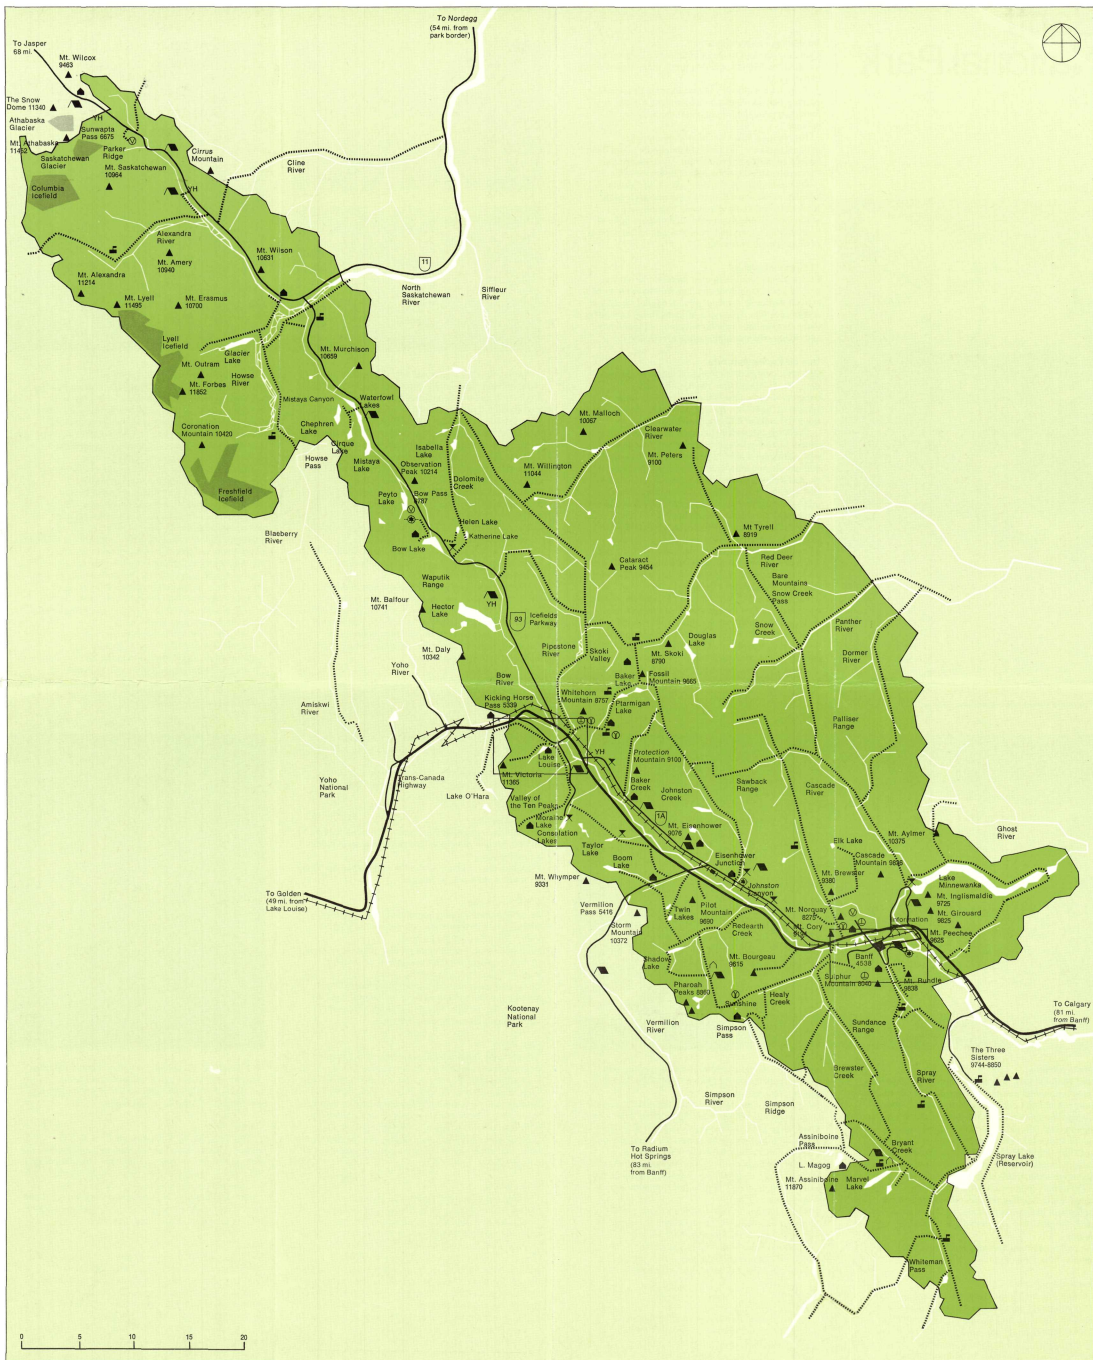 To Nordegg
(54 mi. from
park border)
To Jasper
68 mi.
Mt. Wilcox
9463
The Snow
Dome 11340
YH
Athabaska
Glacier
Sunwapta
Pass 6675
Mt. Athabaska
11452
Parker
Ridge
Saskatchewan
Glacier
Cirrus
Mountain
Cline
River
Mt. Saskatchewan
10964
YH
Columbia
Icefield
Alexandra
River
Mt. Amery
10940
Mt. Wilson
10631
11
Mt. Alexandra
11214
Mt. Lyell
11495
Mt. Erasmus
10700
North
Saskatchewan
River
Siffleur
River
Lyell
Icefield
Glacier
Lake
Mt. Murchison
10659
Mt. Outram
Howse
River
Mt. Forbes
11852
Mistaya Canyon
Waterfowl
Lakes
Chephren
Lake
Coronation
Mountain 10420
Cirque
Lake
Howse
Pass
Mistaya
Lake
Isabella
Lake
Observation
Peak 10214
Mt. Malloch
10067
Clearwater
River
Mt. Peters
9100
Mt. Willington
11044
Dolomite
Creek
Freshfield
Icefield
Peyto
Lake
Bow Pass
6787
Helen Lake
Katherine Lake
Bow Lake
Blaeberry
River
Mt Tyrell
8919
Red Deer
River
Cataract
Peak 9454
Bare
Mountains
Snow Creek
Pass
Waputik
Range
Mt. Balfour
10741
Hector
Lake
YH
93
Icefields
Parkway
Snow
Creek
Panther
River
Douglas
Lake
Pipestone
River
Skoki
Valley
Mt. Skoki
8790
Dormer
River
Mt. Daly
10342
Yoho
River
Bow
River
Baker
Lake
Fossil
Mountain 9665
Kicking Horse
Pass 5339
Whitehorn
Mountain 8757
Ptarmigan
Lake
Amiskwi
River
Palliser
Range
YH
Protection
Mountain 9100
Lake
Louise
Mt. Victoria
11365
Yoho
National
Park
Trans-Canada
Highway
Lake O'Hara
Baker
Creek
Johnston
Creek
Sawback
Range
Cascade
River
Valley of
the Ten Peaks
Moraine
Lake
Consulation
Lakes
1A
Mt. Eisenhower
9076
Elk Lake
Mt. Aylmer
10375
Ghost
River
Taylor
Lake
Boom
Lake
Eisenhower
Junction
Cascade
Mountain 9836
Johnston
Canyon
Mt. Brewster
9380
Lake
Minnewanka
Mt. Wiymper
9331
To Golden
(49 mi. from
Lake Louise)
Mt. Inglismaldie
9725
Mt. Girouard
9825
Vermilion
Pass 5416
Twin
Lakes
Pilot
Mountain
9690
Mt. Norquay
8275
Information
Storm
Mountain
10372
Redearth
Creek
Mt. Cory
Mt. Peechee
9625
Shadow
Lake
Mt. Bourgeau
9615
Banff
4538
Sulphur
Mountain 8040
Mt. Rundle
9838
Pharoah
Peaks 8860
Sunshine
Healy
Creek
Kootenay
National
Park
Vermilion
River
Simpson
Pass
Sundance
Range
To Calgary
(81 mi.
from Banff)
The Three
Sisters
9744-8850
Brewster
Creek
Spray
River
Simpson
River
Simpson
Ridge
Assiniboine
Pass
Bryant
Creek
To Radium
Hot Springs
(83 mi.
from Banff)
L. Magog
Spray Lake
(Reservoir)
Mt. Assiniboine
11870
Marvel
Lake
Whiteman
Pass
0 5 10 15 20